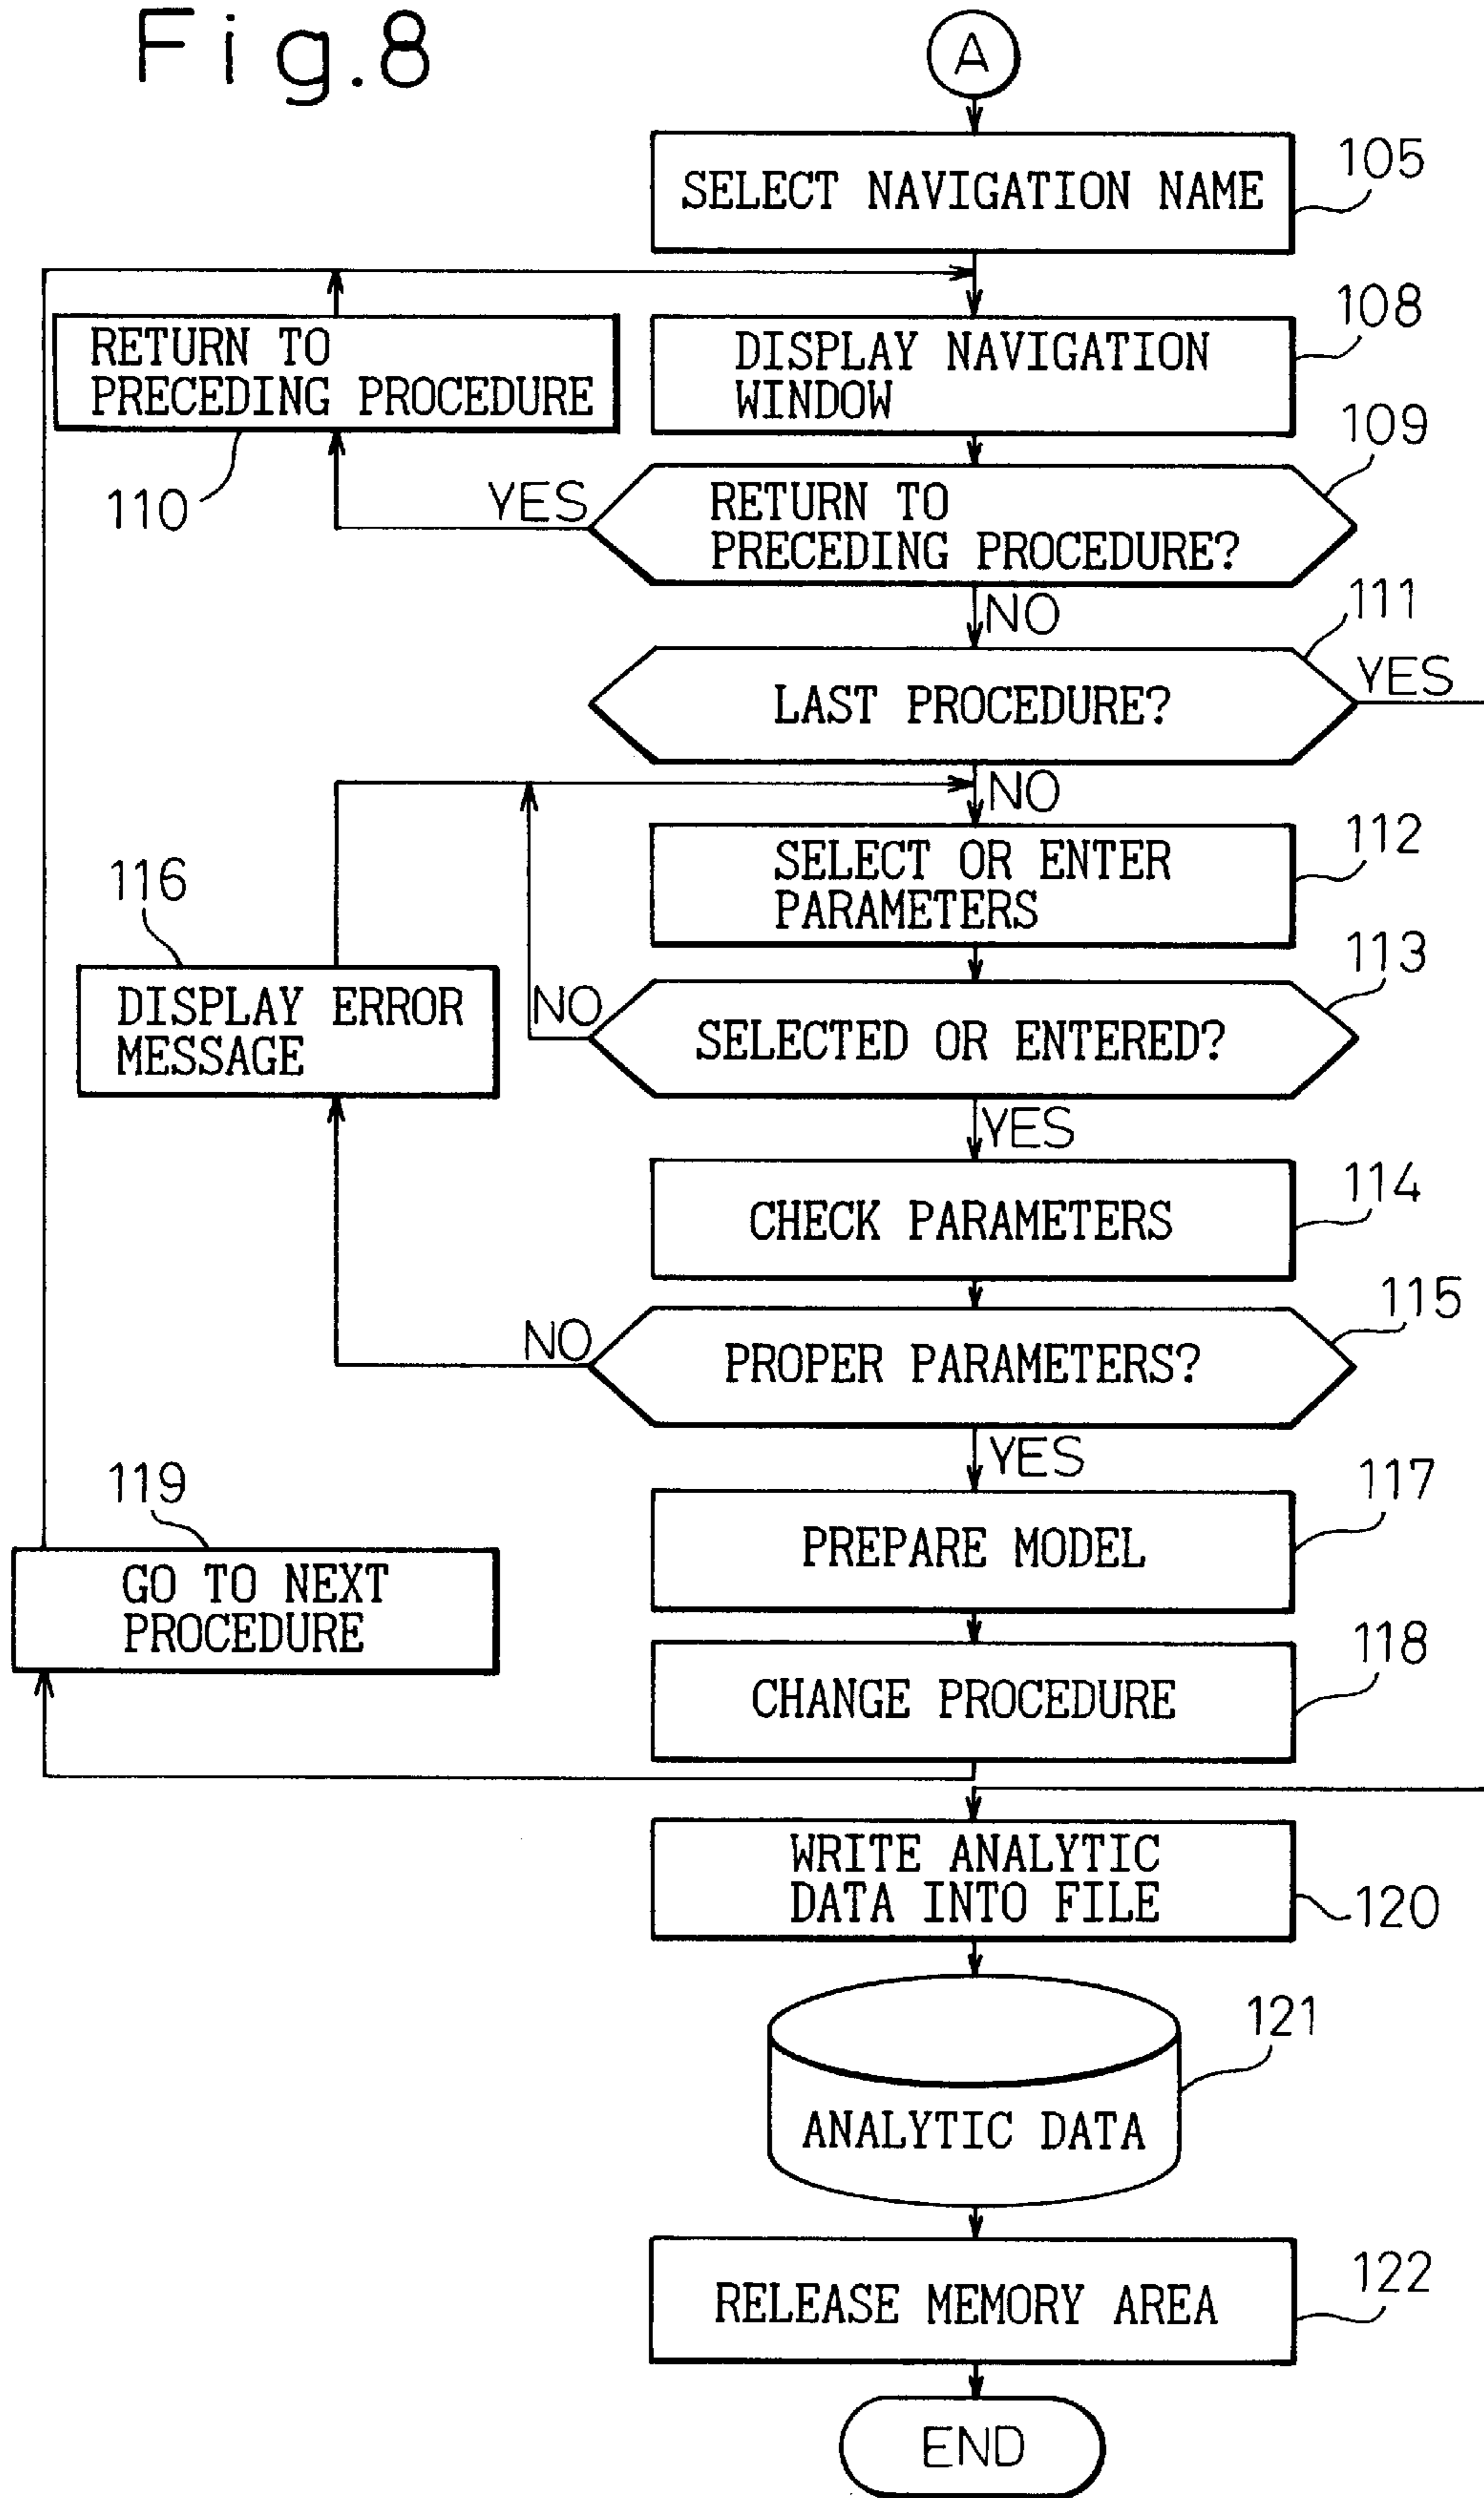 Fig.8
A
SELECT NAVIGATION NAME
105
RETURN TO
PRECEDING PROCEDURE
110
DISPLAY NAVIGATION
WINDOW
108
109
YES
RETURN TO
PRECEDING PROCEDURE?
NO
111
LAST PROCEDURE?
YES
NO
SELECT OR ENTER
PARAMETERS
112
116
DISPLAY ERROR
MESSAGE
113
NO
SELECTED OR ENTERED?
YES
CHECK PARAMETERS
114
115
NO
PROPER PARAMETERS?
YES
117
PREPARE MODEL
119
GO TO NEXT
PROCEDURE
118
CHANGE PROCEDURE
WRITE ANALYTIC
DATA INTO FILE
120
121
ANALYTIC DATA
122
RELEASE MEMORY AREA
END